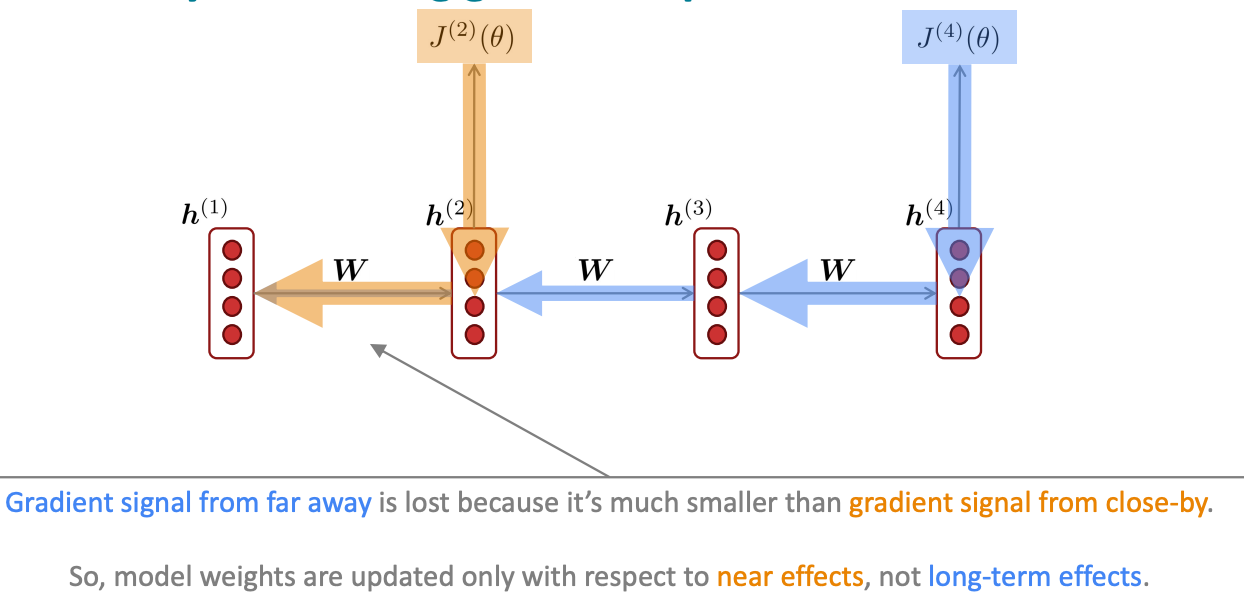 J⁽²⁾(θ)
J⁽⁴⁾(θ)
h⁽¹⁾
h⁽²⁾
h⁽³⁾
h⁽⁴⁾
W
W
W
Gradient signal from far away is lost because it’s much smaller than gradient signal from close-by.
So, model weights are updated only with respect to near effects, not long-term effects.